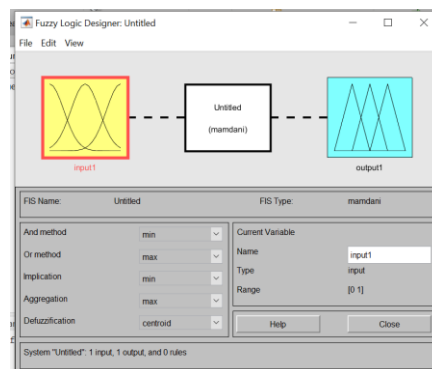 Fuzzy Logic Designer: Untitled
File Edit View
Untitled
(mamdani)
input1
output1
FIS Name: Untitled FIS Type: mamdani
And method min
Or method max
Implication min
Aggregation max
Defuzzification centroid
Current Variable
Name input1
Type input
Range [0 1]
Help Close
System "Untitled": 1 input, 1 output, and 0 rules